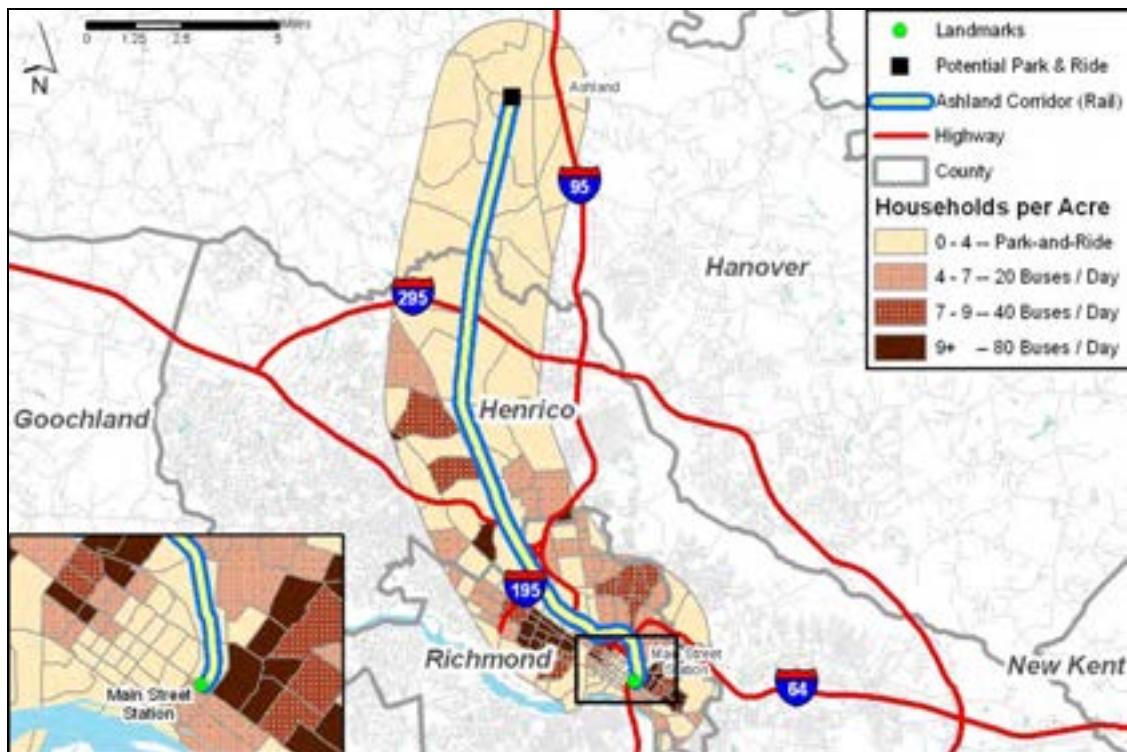 Miles
0 1.25 2.5 5
N
Landmarks
Potential Park & Ride
Ashland Corridor (Rail)
Highway
County
Households per Acre
0 - 4 -- Park-and-Ride
4 - 7 -- 20 Buses / Day
7 - 9 -- 40 Buses / Day
9+ -- 80 Buses / Day
Ashland
95
Hanover
295
Goochland
Henrico
195
Richmond
Main Street
Station
64
New Kent
Main Street
Station